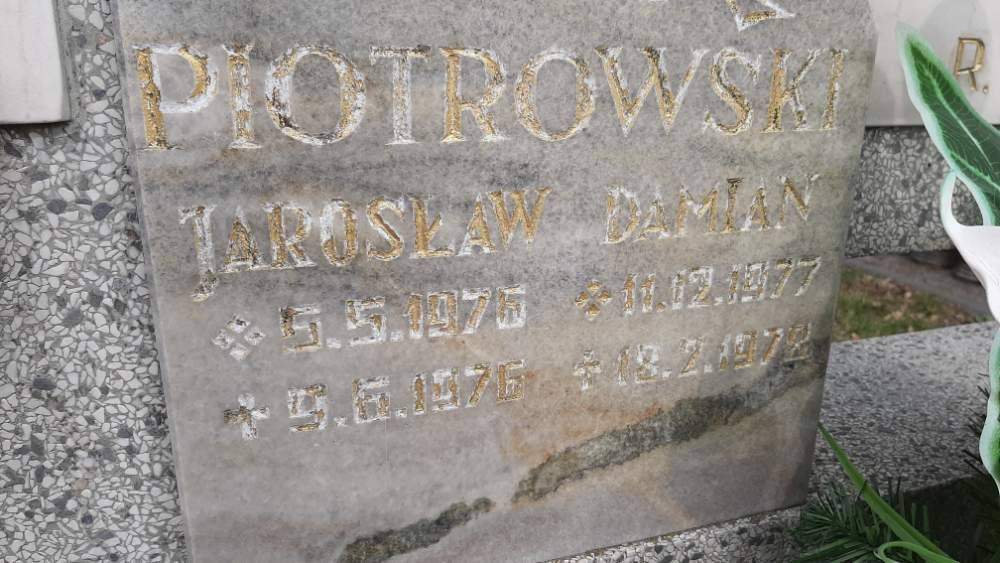 PIOTROWSKI
JAROSŁAW DAMIAN
5.5.1976 11.12.1977
✝ 9.6.1976 ✝ 18.2.1978
R.